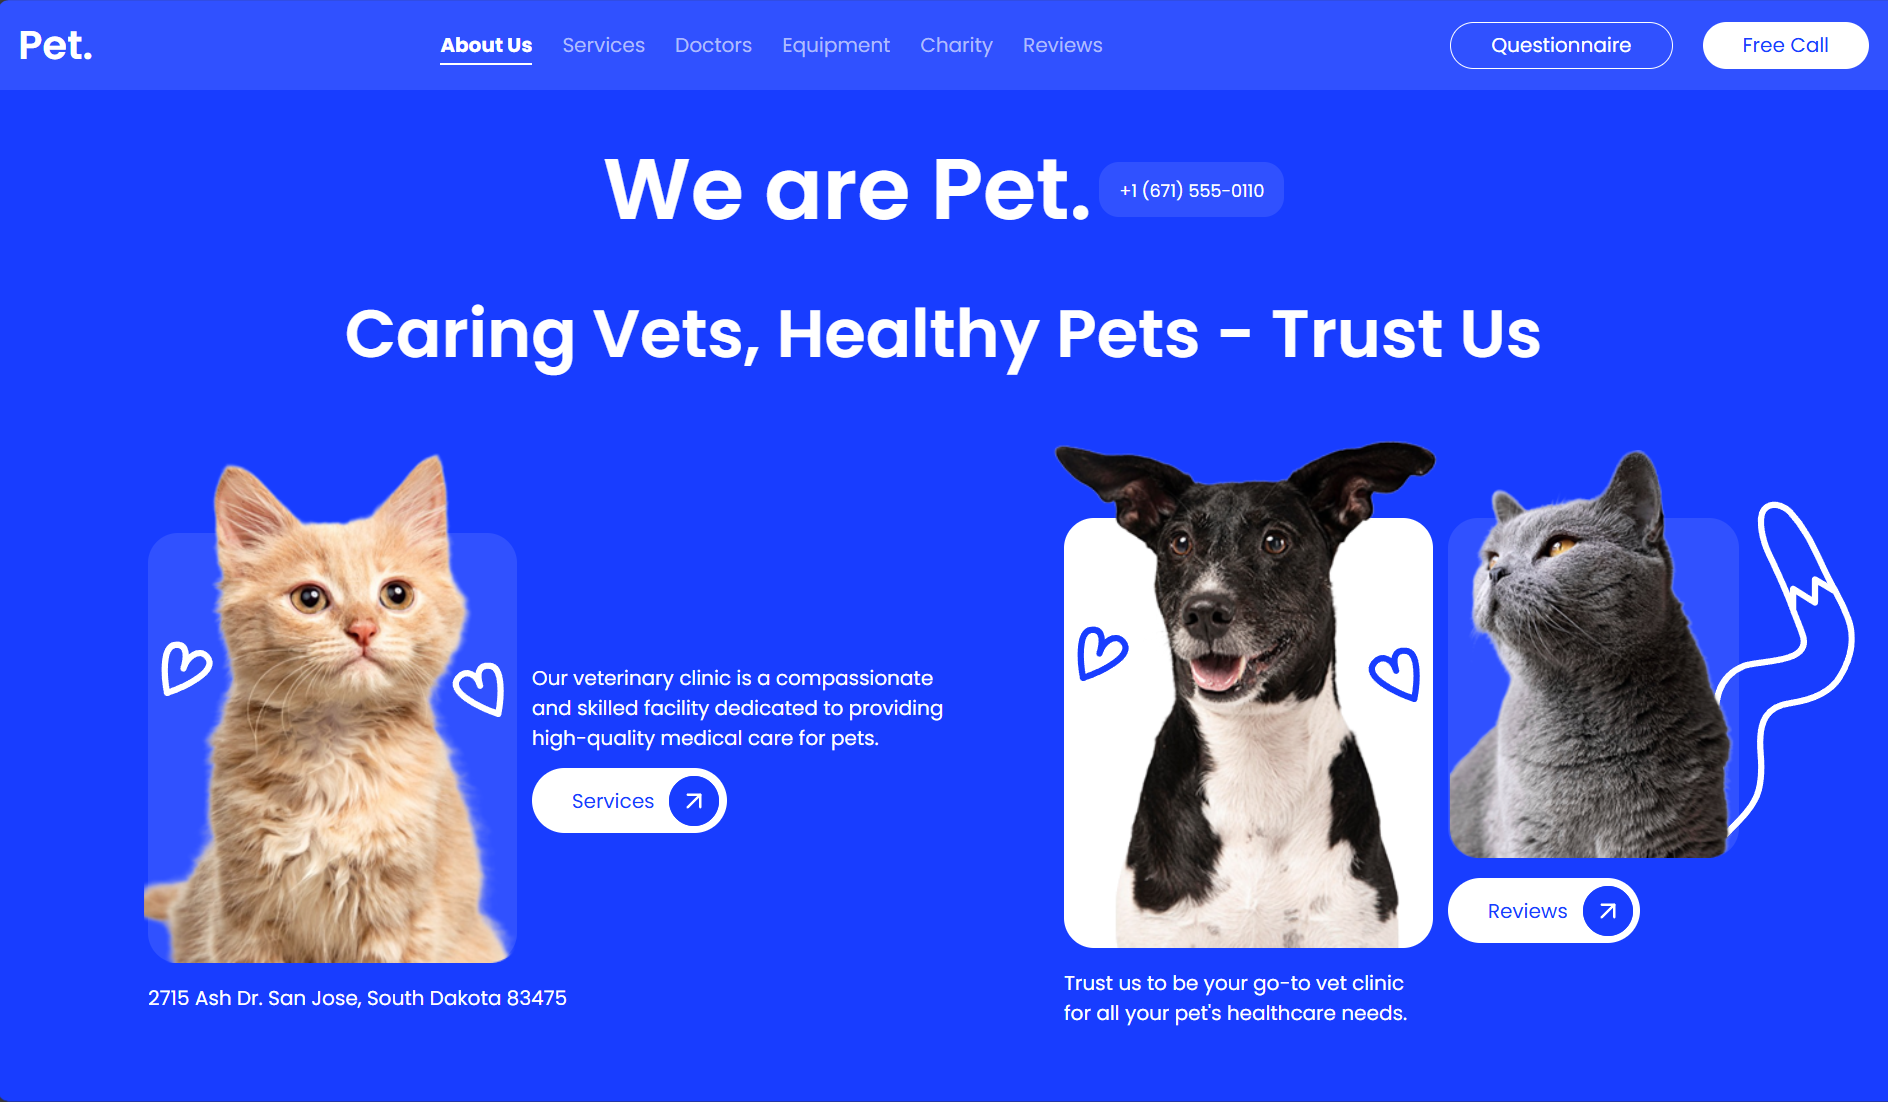 Pet.
About Us
Services
Doctors
Equipment
Charity
Reviews
Questionnaire
Free Call
We are Pet.
+1 (671) 555-0110
Caring Vets, Healthy Pets - Trust Us
Our veterinary clinic is a compassionate
and skilled facility dedicated to providing
high-quality medical care for pets.
Services
2715 Ash Dr. San Jose, South Dakota 83475
Reviews
Trust us to be your go-to vet clinic
for all your pet's healthcare needs.